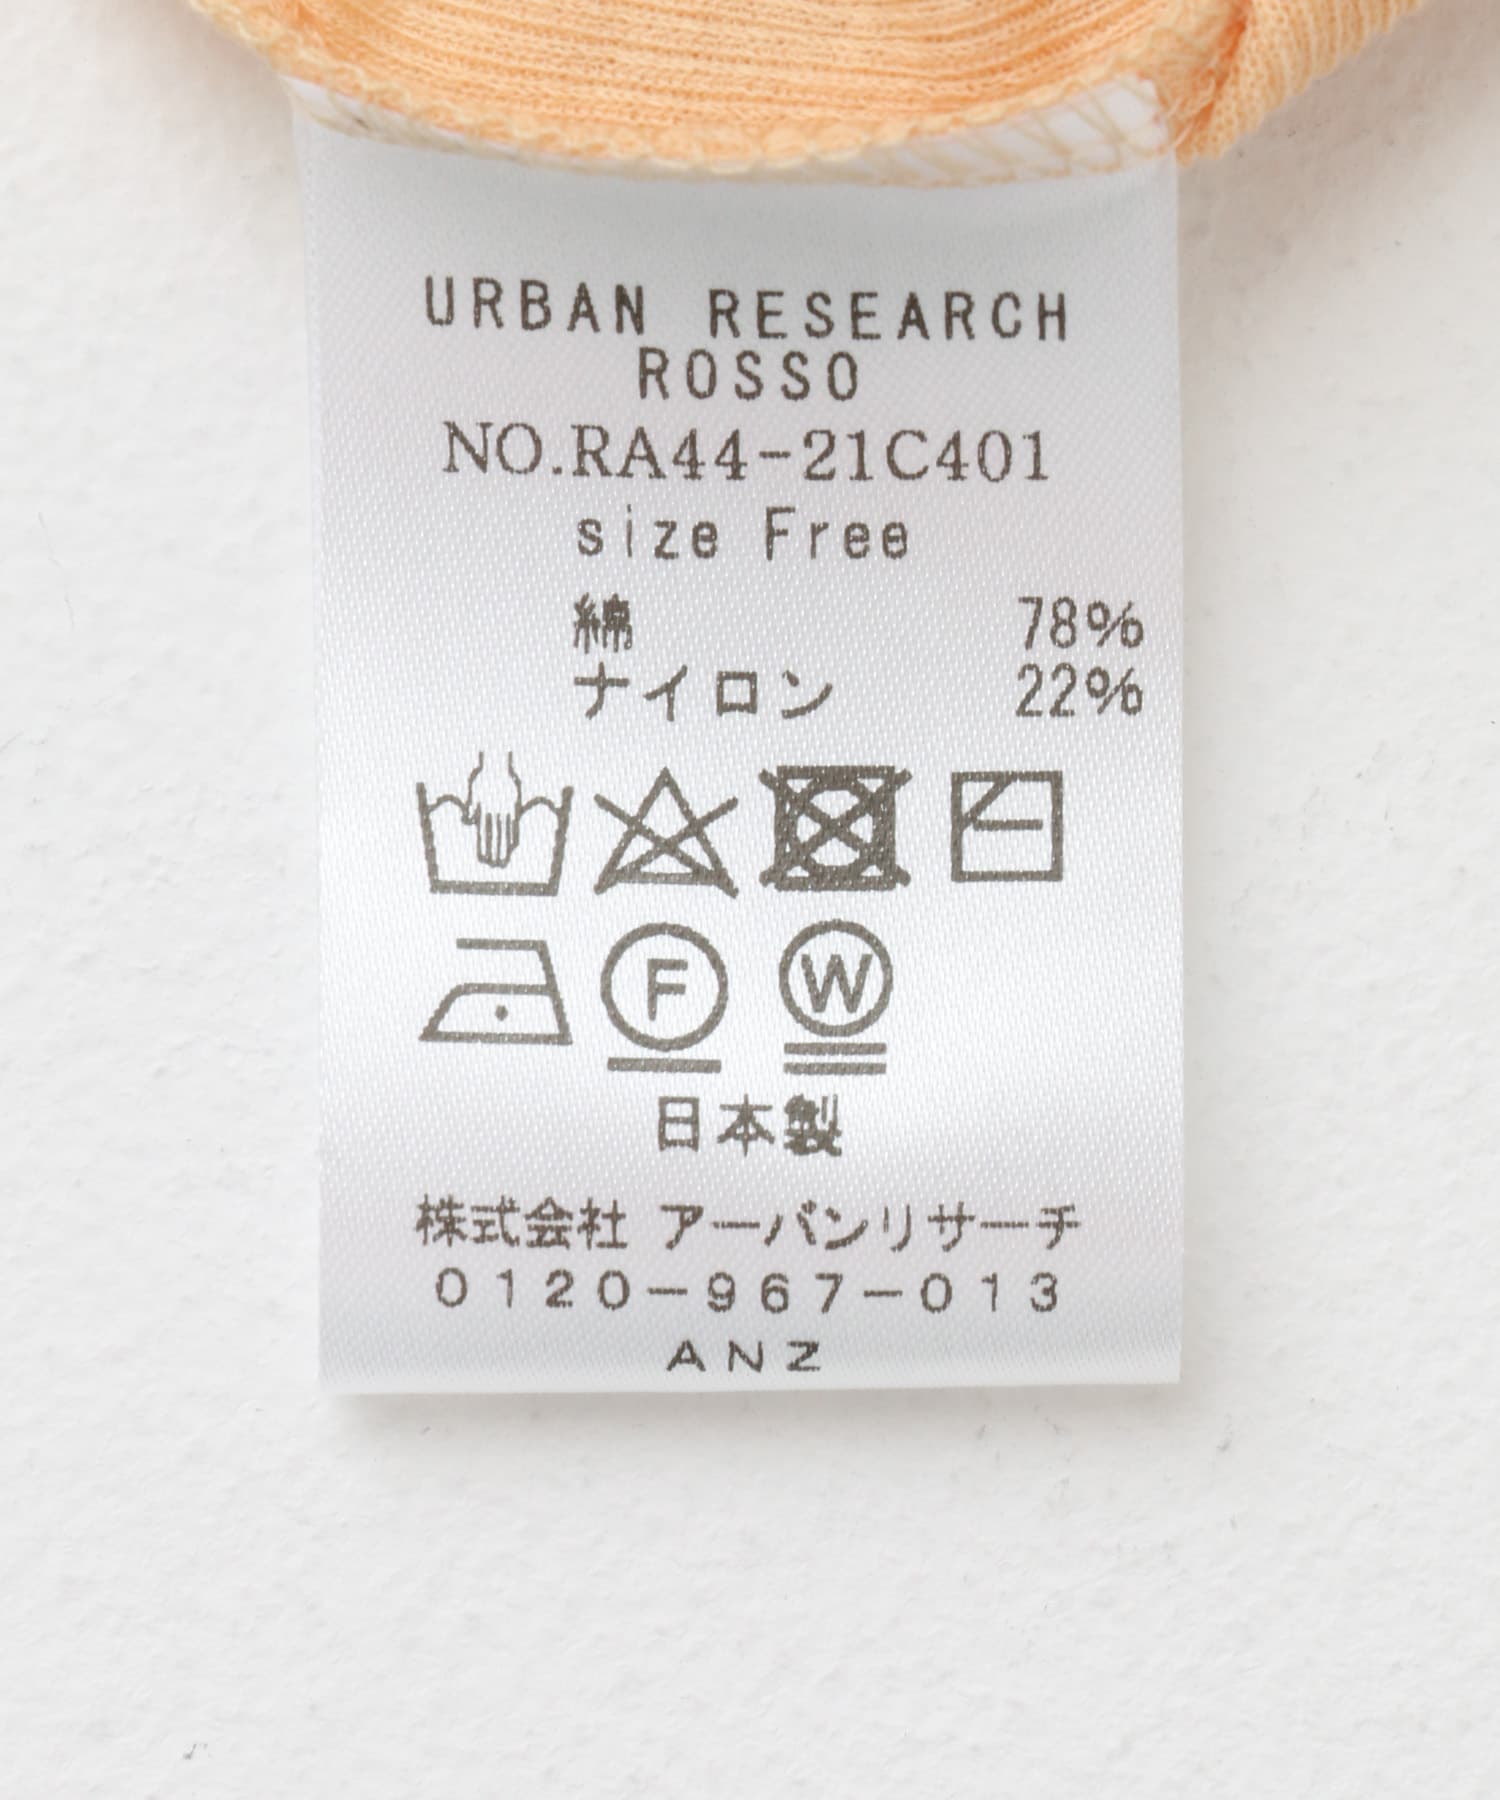 URBAN RESEARCH
ROSSO
NO.RA44-21C401
size Free
綿 78%
ナイロン 22%
F W
日本製
株式会社 アーバンリサーチ
0120-967-013
ANZ